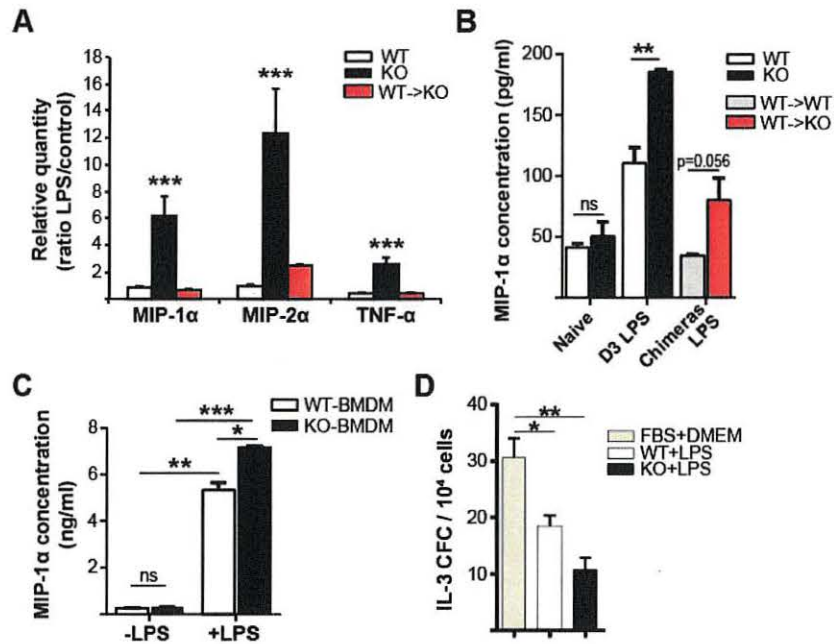 A
Relative quantity
(ratio LPS/control)
18
16
14
12
10
8
6
4
2
***
***
***
WT
KO
WT->KO
MIP-1α
MIP-2α
TNF-α
B
MIP-1α concentration (pg/ml)
200
150
100
50
ns
**
p=0.056
WT
KO
WT->WT
WT->KO
Naive
D3 LPS
Chimeras
LPS
C
MIP-1α concentration
(ng/ml)
8
6
4
2
ns
**
***
*
WT-BMDM
KO-BMDM
-LPS
+LPS
D
IL-3 CFC / 10⁴ cells
40
30
20
10
**
*
FBS+DMEM
WT+LPS
KO+LPS